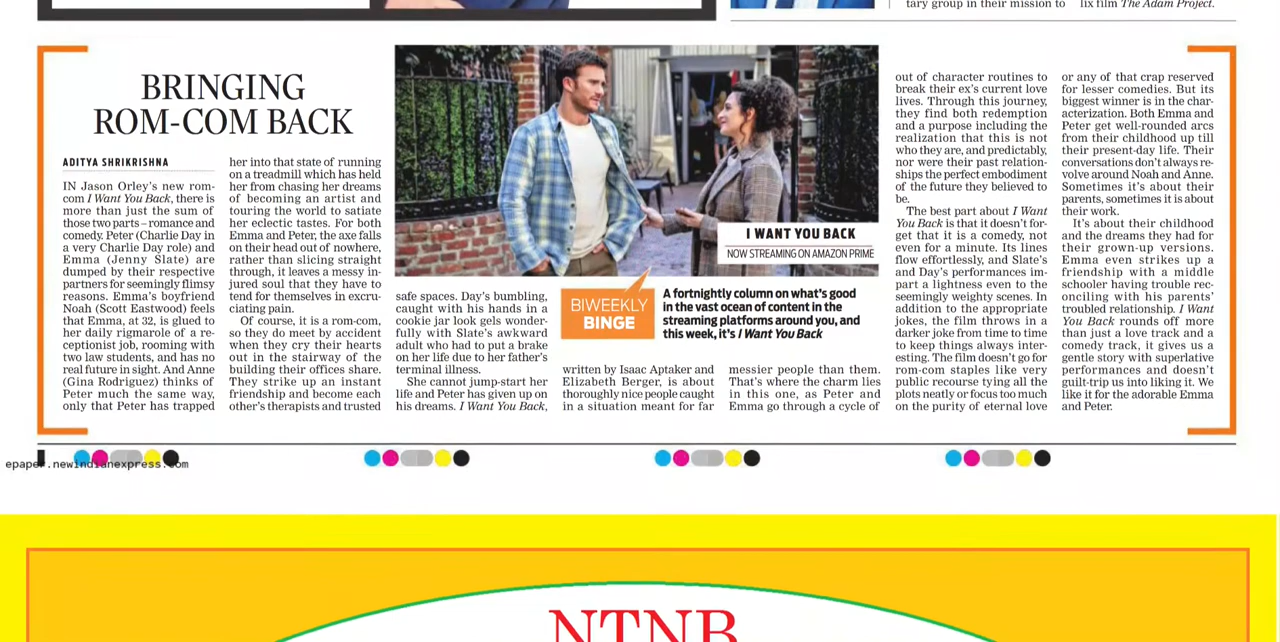 tary group in their mission to
lix film The Adam Project.
BRINGING
ROM-COM BACK
ADITYA SHRIKRISHNA
IN Jason Orley's new rom-
com I Want You Back, there is
more than just the sum of
those two parts – romance and
comedy. Peter (Charlie Day in
a very Charlie Day role) and
Emma (Jenny Slate) are
dumped by their respective
partners for seemingly flimsy
reasons. Emma's boyfriend
Noah (Scott Eastwood) feels
that Emma, at 32, is glued to
her daily rigmarole of a re-
ceptionist job, rooming with
two law students, and has no
real future in sight. And Anne
(Gina Rodriguez) thinks of
Peter much the same way,
only that Peter has trapped
her into that state of running
on a treadmill which has held
her from chasing her dreams
of becoming an artist and
touring the world to satiate
her eclectic tastes. For both
Emma and Peter, the axe falls
on their head out of nowhere,
rather than slicing straight
through, it leaves a messy in-
jured soul that they have to
tend for themselves in excru-
ciating pain.
Of course, it is a rom-com,
so they do meet by accident
when they cry their hearts
out in the stairway of the
building their offices share.
They strike up an instant
friendship and become each
other's therapists and trusted
safe spaces. Day's bumbling,
caught with his hands in a
cookie jar look gels wonder-
fully with Slate's awkward
adult who had to put a brake
on her life due to her father's
terminal illness.
She cannot jump-start her
life and Peter has given up on
his dreams. I Want You Back,
written by Isaac Aptaker and
Elizabeth Berger, is about
thoroughly nice people caught
in a situation meant for far
messier people than them.
That's where the charm lies
in this one, as Peter and
Emma go through a cycle of
out of character routines to
break their ex's current love
lives. Through this journey,
they find both redemption
and a purpose including the
realization that this is not
who they are, and predictably,
nor were their past relation-
ships the perfect embodiment
of the future they believed to
be.
The best part about I Want
You Back is that it doesn't for-
get that it is a comedy, not
even for a minute. Its lines
flow effortlessly, and Slate's
and Day's performances im-
part a lightness even to the
seemingly weighty scenes. In
addition to the appropriate
jokes, the film throws in a
darker joke from time to time
to keep things always inter-
esting. The film doesn't go for
rom-com staples like very
public recourse tying all the
plots neatly or focus too much
on the purity of eternal love
or any of that crap reserved
for lesser comedies. But its
biggest winner is in the char-
acterization. Both Emma and
Peter get well-rounded arcs
from their childhood up till
their present-day life. Their
conversations don't always re-
volve around Noah and Anne.
Sometimes it's about their
parents, sometimes it is about
their work.
It's about their childhood
and the dreams they had for
their grown-up versions.
Emma even strikes up a
friendship with a middle
schooler having trouble rec-
onciling with his parents'
troubled relationship. I Want
You Back rounds off more
than just a love track and a
comedy track, it gives us a
gentle story with superlative
performances and doesn't
guilt-trip us into liking it. We
like it for the adorable Emma
and Peter.
I WANT YOU BACK
NOW STREAMING ON AMAZON PRIME
BIWEEKLY
BINGE
A fortnightly column on what's good
in the vast ocean of content in the
streaming platforms around you, and
this week, it's I Want You Back
epaper.newindianexpress.com
NTNB